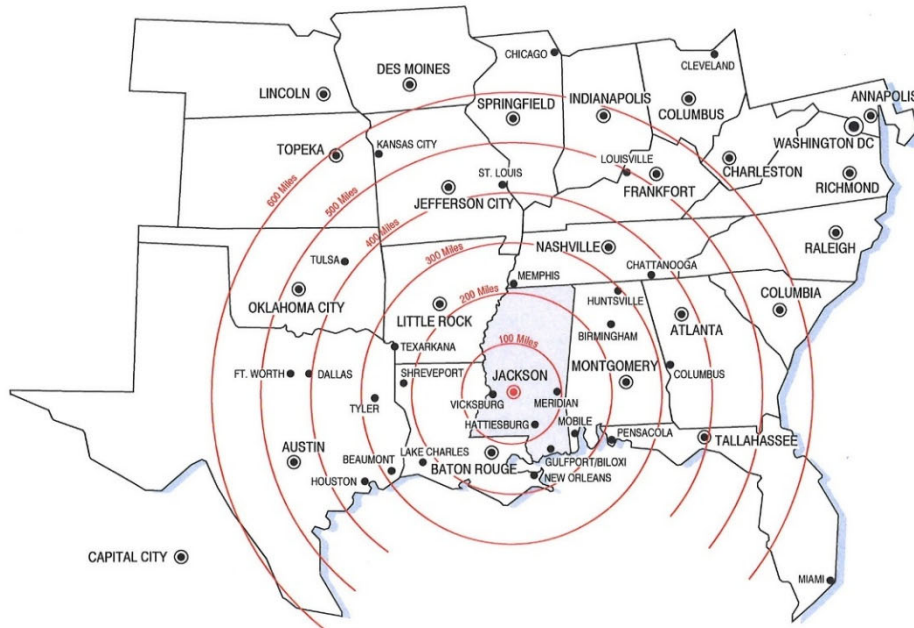 CHICAGO
CLEVELAND
DES MOINES
LINCOLN
SPRINGFIELD
INDIANAPOLIS
COLUMBUS
ANNAPOLIS
WASHINGTON DC
TOPEKA
KANSAS CITY
ST. LOUIS
LOUISVILLE
CHARLESTON
600 Miles
500 Miles
JEFFERSON CITY
FRANKFORT
RICHMOND
400 Miles
300 Miles
NASHVILLE
RALEIGH
TULSA
MEMPHIS
CHATTANOOGA
OKLAHOMA CITY
200 Miles
HUNTSVILLE
COLUMBIA
LITTLE ROCK
BIRMINGHAM
ATLANTA
TEXARKANA
100 Miles
FT. WORTH
DALLAS
SHREVEPORT
JACKSON
MONTGOMERY
COLUMBUS
TYLER
VICKSBURG
MERIDIAN
HATTIESBURG
MOBILE
PENSACOLA
TALLAHASSEE
AUSTIN
BEAUMONT
LAKE CHARLES
BATON ROUGE
GULFPORT/BILOXI
HOUSTON
NEW ORLEANS
CAPITAL CITY
MIAMI